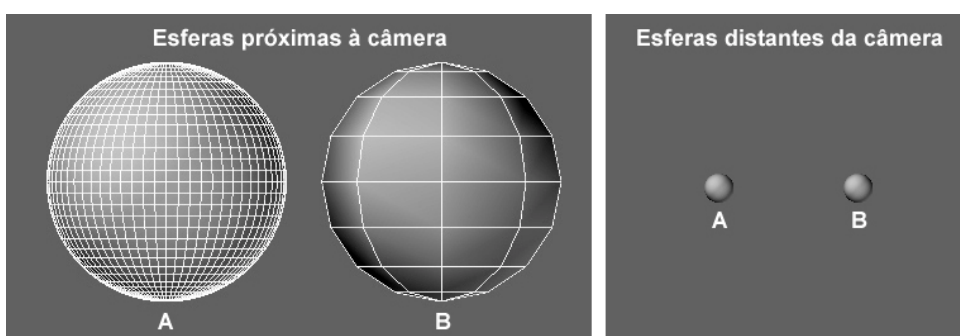 Esferas próximas à câmera
A
B
Esferas distantes da câmera
A
B